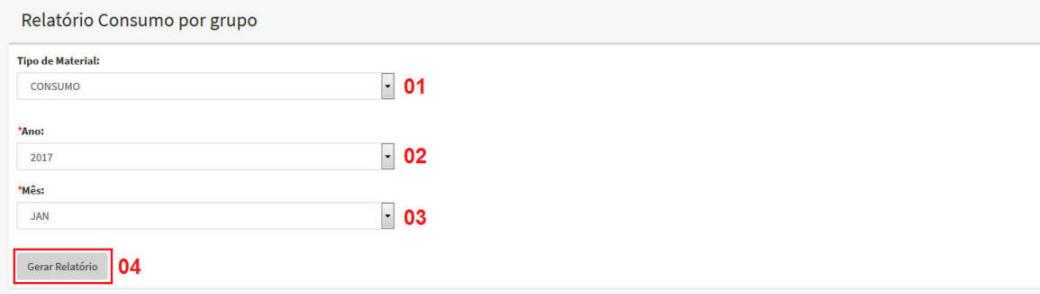 Relatório Consumo por grupo
Tipo de Material:
CONSUMO 01
*Ano:
2017 02
*Mês:
JAN 03
Gerar Relatório 04